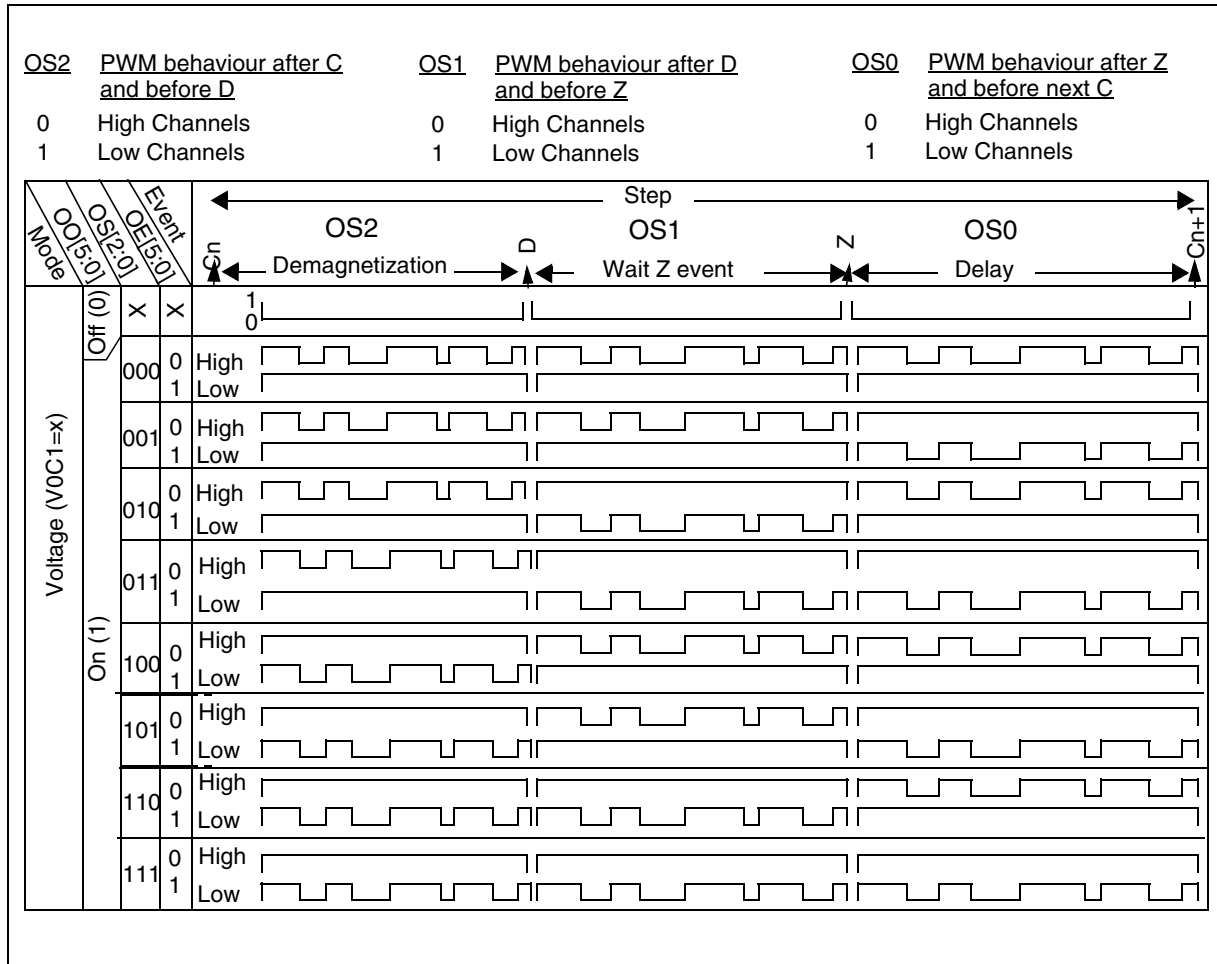 OS2 PWM behaviour after C and before D
0 High Channels
1 Low Channels
OS1 PWM behaviour after D and before Z
0 High Channels
1 Low Channels
OS0 PWM behaviour after Z and before next C
0 High Channels
1 Low Channels
Mode
OO[5:0]
OS[2:0]
OE[5:0]
Event
Step
Cn
OS2
Demagnetization
D
OS1
Wait Z event
Z
OS0
Delay
Cn+1
Voltage (V0C1=x)
Off (0)
X
X
1
0
On (1)
000 0 High
1 Low
001 0 High
1 Low
010 0 High
1 Low
011 0 High
1 Low
100 0 High
1 Low
101 0 High
1 Low
110 0 High
1 Low
111 0 High
1 Low